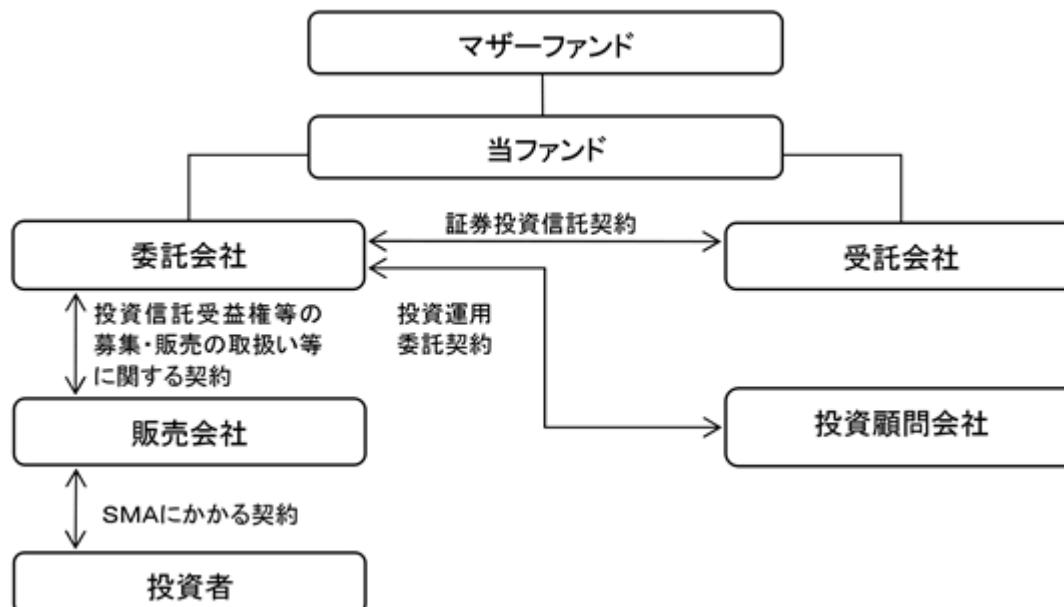 マザーファンド
当ファンド
証券投資信託契約
委託会社
受託会社
投資信託受益権等の
募集・販売の取扱い等
に関する契約
投資運用
委託契約
販売会社
投資顧問会社
SMAにかかる契約
投資者